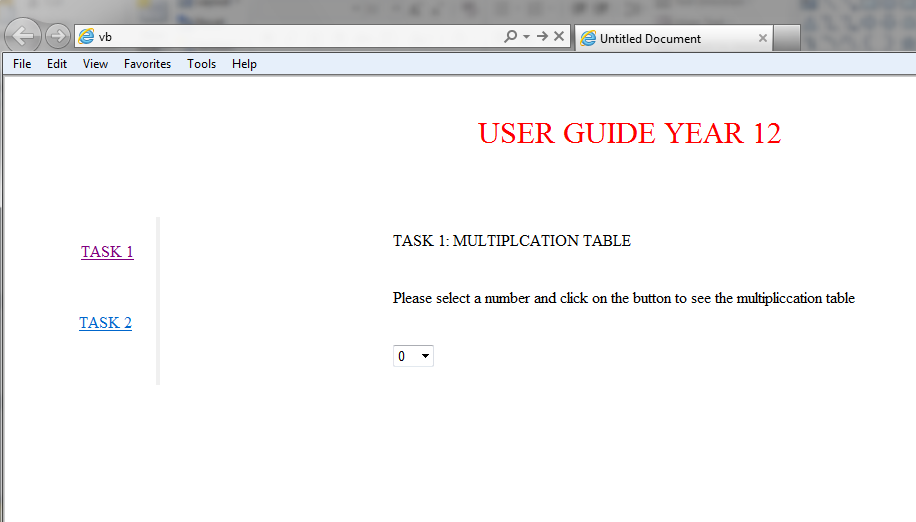 vb
Untitled Document
File Edit View Favorites Tools Help
USER GUIDE YEAR 12
TASK 1
TASK 1: MULTIPLCATION TABLE
Please select a number and click on the button to see the multipliccation table
TASK 2
0